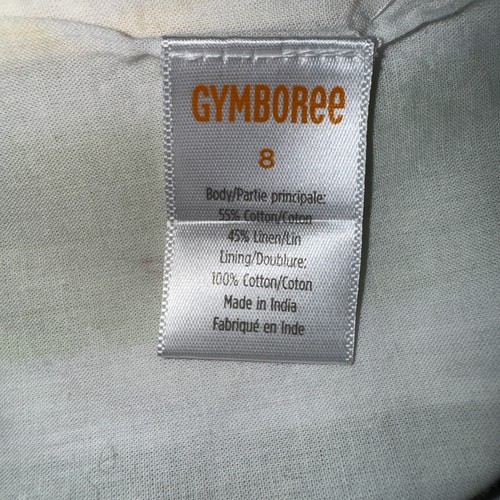 GYMBOREE
8
Body/Partie principale:
55% Cotton/Coton
45% Linen/Lin
Lining/Doublure:
100% Cotton/Coton
Made in India
Fabriqué en Inde